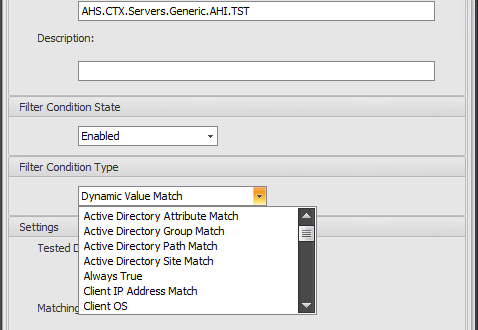 AHS.CTX.Servers.Generic.AHI.TST
Description:
Filter Condition State
Enabled
Filter Condition Type
Dynamic Value Match
Active Directory Attribute Match
Active Directory Group Match
Active Directory Path Match
Active Directory Site Match
Always True
Client IP Address Match
Client OS
Settings
Tested D
Matching